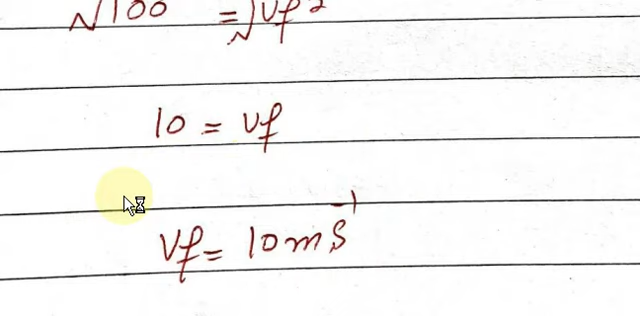 √100 = √vf²
10 = vf
vf = 10 ms⁻¹